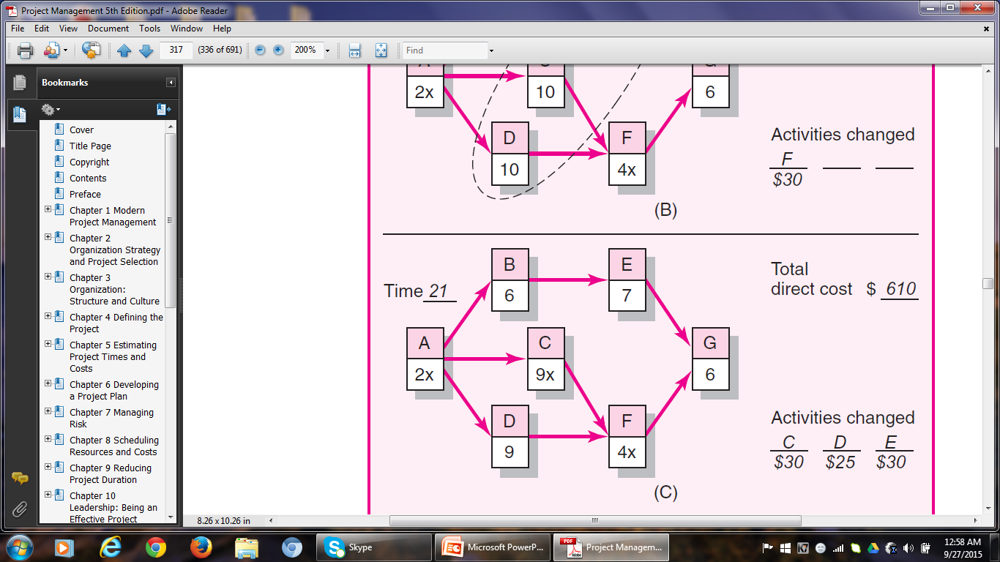 Project Management 5th Edition.pdf - Adobe Reader
File Edit View Document Tools Window Help
317 (336 of 691) 200% Find
Bookmarks
Cover
Title Page
Copyright
Contents
Preface
Chapter 1 Modern
Project Management
Chapter 2
Organization Strategy
and Project Selection
Chapter 3
Organization:
Structure and Culture
Chapter 4 Defining the
Project
Chapter 5 Estimating
Project Times and
Costs
Chapter 6 Developing
a Project Plan
Chapter 7 Managing
Risk
Chapter 8 Scheduling
Resources and Costs
Chapter 9 Reducing
Project Duration
Chapter 10
Leadership: Being an
Effective Project
2x 10 6
D F
10 4x
Activities changed
F
$30
(B)
B E
Time 21 6 7
Total
direct cost $ 610
A C G
2x 9x 6
D F
9 4x
Activities changed
C D E
$30 $25 $30
(C)
8.26 x 10.26 in
Skype
Microsoft PowerP...
Project Managem...
12:58 AM
9/27/2015